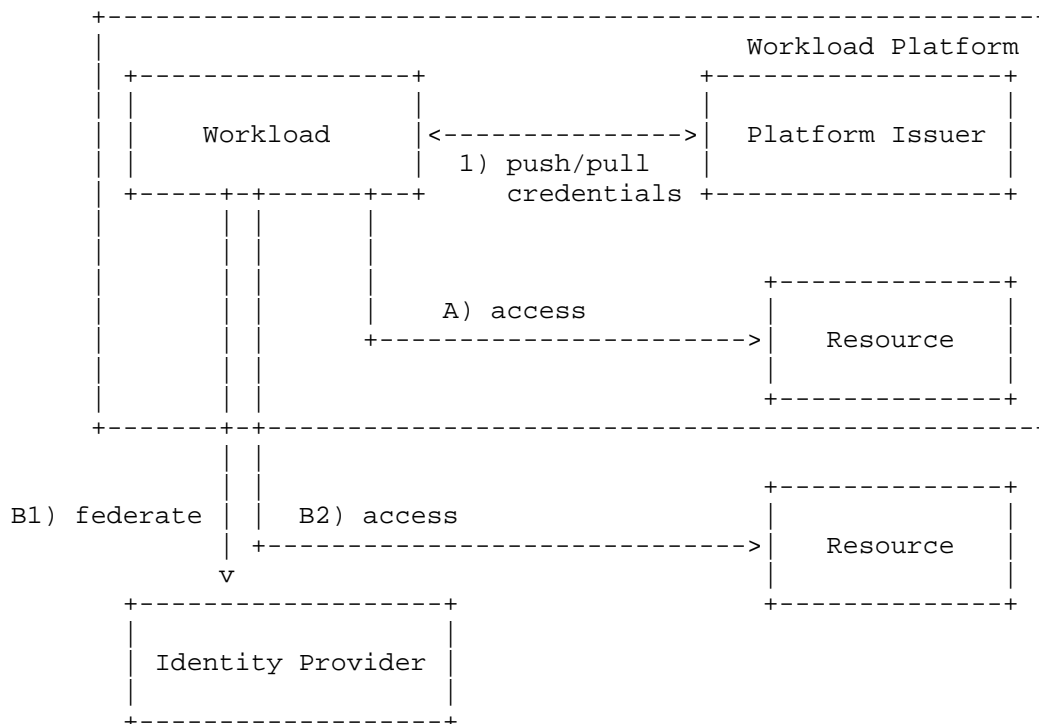 Workload Platform
Workload
Platform Issuer
1) push/pull
credentials
A) access
Resource
B1) federate
B2) access
Resource
Identity Provider